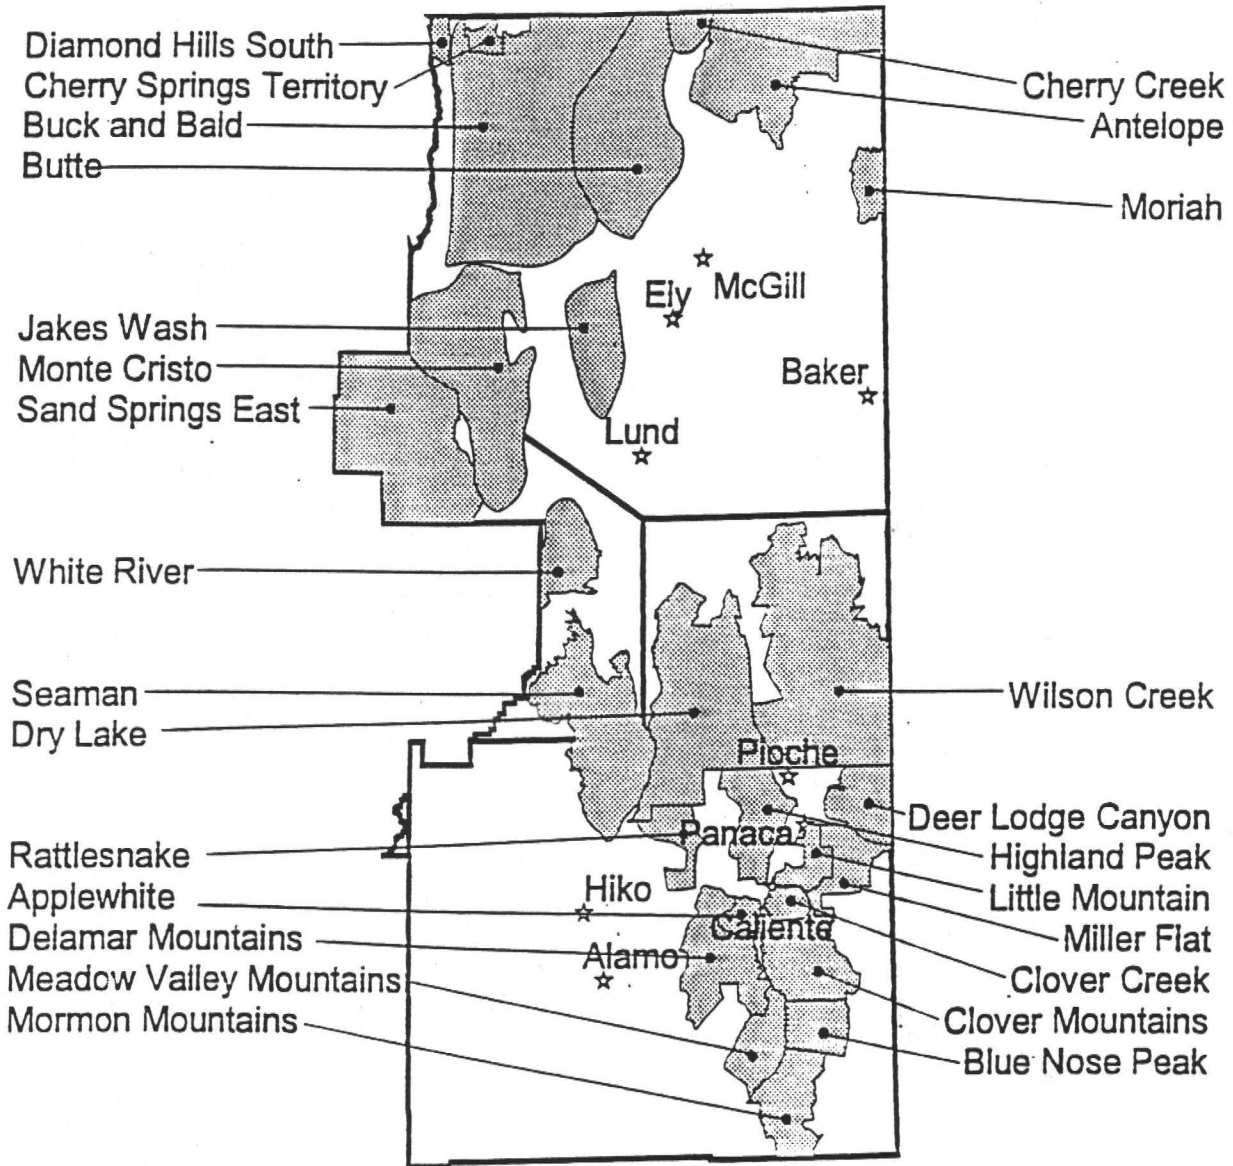 Diamond Hills South
Cherry Springs Territory
Buck and Bald
Butte
Cherry Creek
Antelope
Moriah
McGill
Ely
Jakes Wash
Monte Cristo
Sand Springs East
Baker
Lund
White River
Seaman
Dry Lake
Wilson Creek
Pioche
Deer Lodge Canyon
Panaca
Highland Peak
Rattlesnake
Applewhite
Hiko
Little Mountain
Caliente
Miller Flat
Delamar Mountains
Alamo
Meadow Valley Mountains
Clover Creek
Mormon Mountains
Clover Mountains
Blue Nose Peak